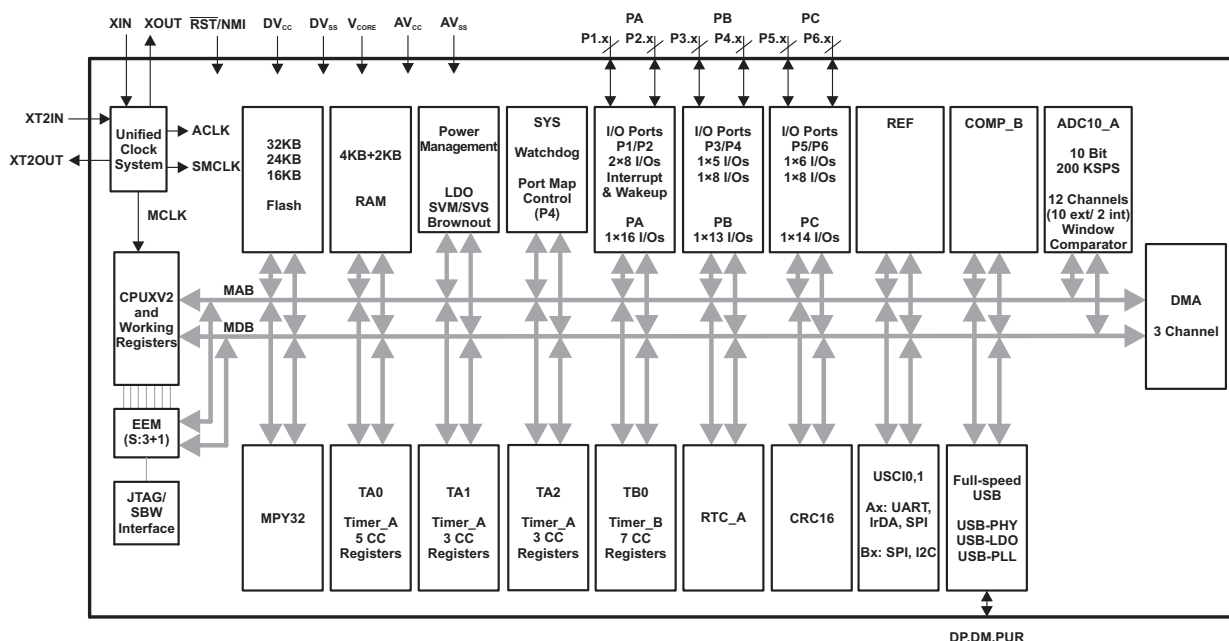 XIN
XOUT
RST/NMI
DVCC
DVSS
VCORE
AVCC
AVSS
PA
P1.x
P2.x
PB
P3.x
P4.x
PC
P5.x
P6.x
XT2IN
XT2OUT
Unified
Clock
System
ACLK
SMCLK
MCLK
32KB
24KB
16KB
Flash
4KB+2KB
RAM
Power
Management
LDO
SVM/SVS
Brownout
SYS
Watchdog
Port Map
Control
(P4)
I/O Ports
P1/P2
2×8 I/Os
Interrupt
& Wakeup
PA
1×16 I/Os
I/O Ports
P3/P4
1×5 I/Os
1×8 I/Os
PB
1×13 I/Os
I/O Ports
P5/P6
1×6 I/Os
1×8 I/Os
PC
1×14 I/Os
REF
COMP_B
ADC10_A
10 Bit
200 KSPS
12 Channels
(10 ext/ 2 int)
Window
Comparator
CPUXV2
and
Working
Registers
MAB
MDB
DMA
3 Channel
EEM
(S:3+1)
JTAG/
SBW
Interface
MPY32
TA0
Timer_A
5 CC
Registers
TA1
Timer_A
3 CC
Registers
TA2
Timer_A
3 CC
Registers
TB0
Timer_B
7 CC
Registers
RTC_A
CRC16
USCI0,1
Ax: UART,
IrDA, SPI
Bx: SPI, I2C
Full-speed
USB
USB-PHY
USB-LDO
USB-PLL
DP,DM,PUR